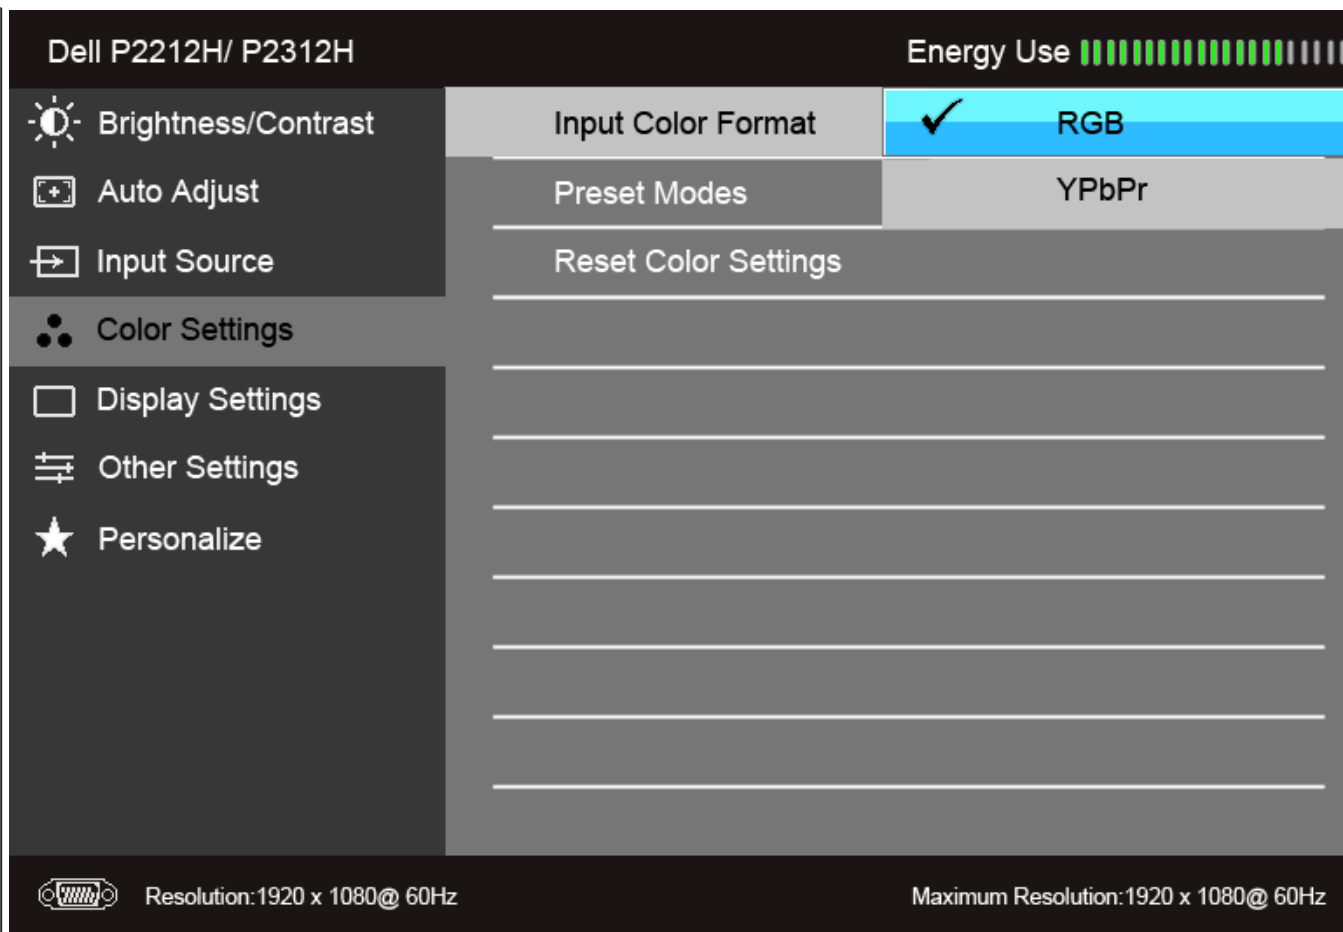 Dell P2212H/ P2312H Energy Use
Brightness/Contrast Input Color Format RGB
Auto Adjust Preset Modes YPbPr
Input Source Reset Color Settings
Color Settings
Display Settings
Other Settings
Personalize
Resolution:1920 x 1080@ 60Hz Maximum Resolution:1920 x 1080@ 60Hz